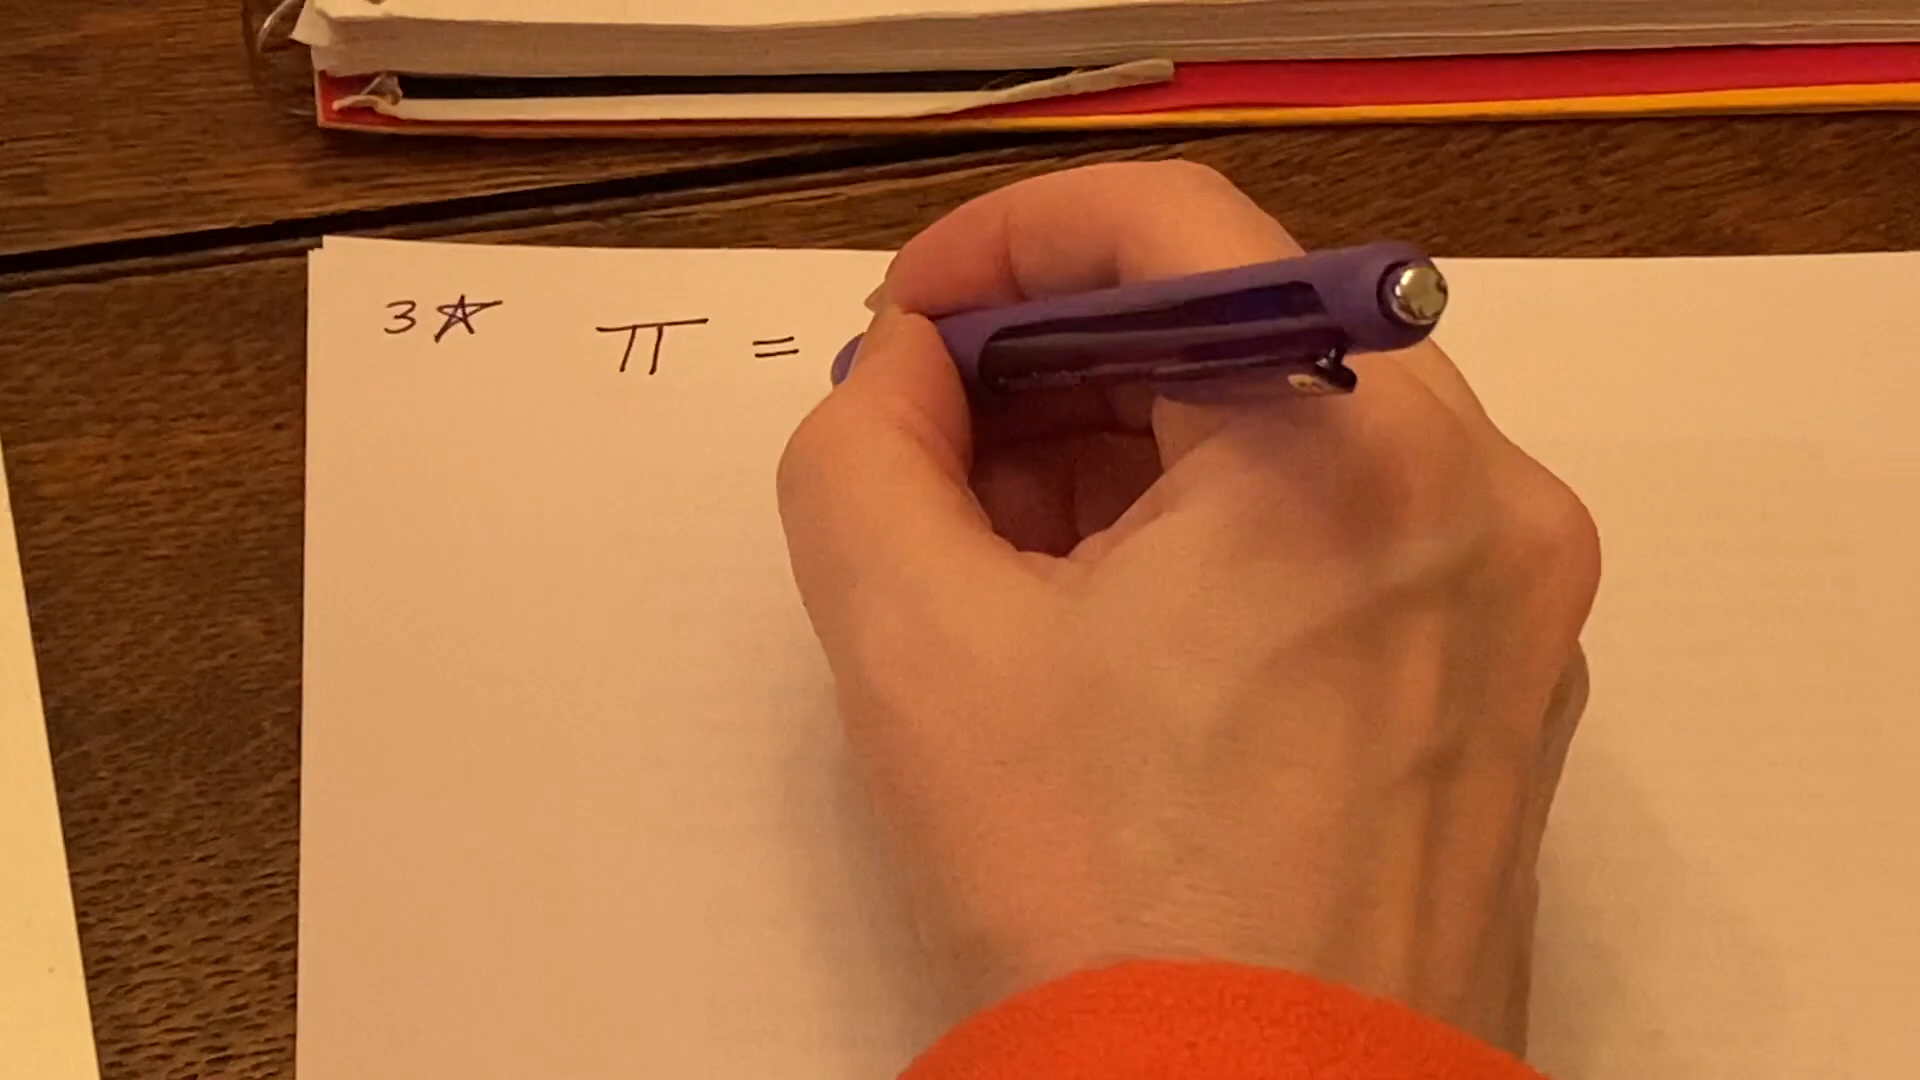 3☆ π =